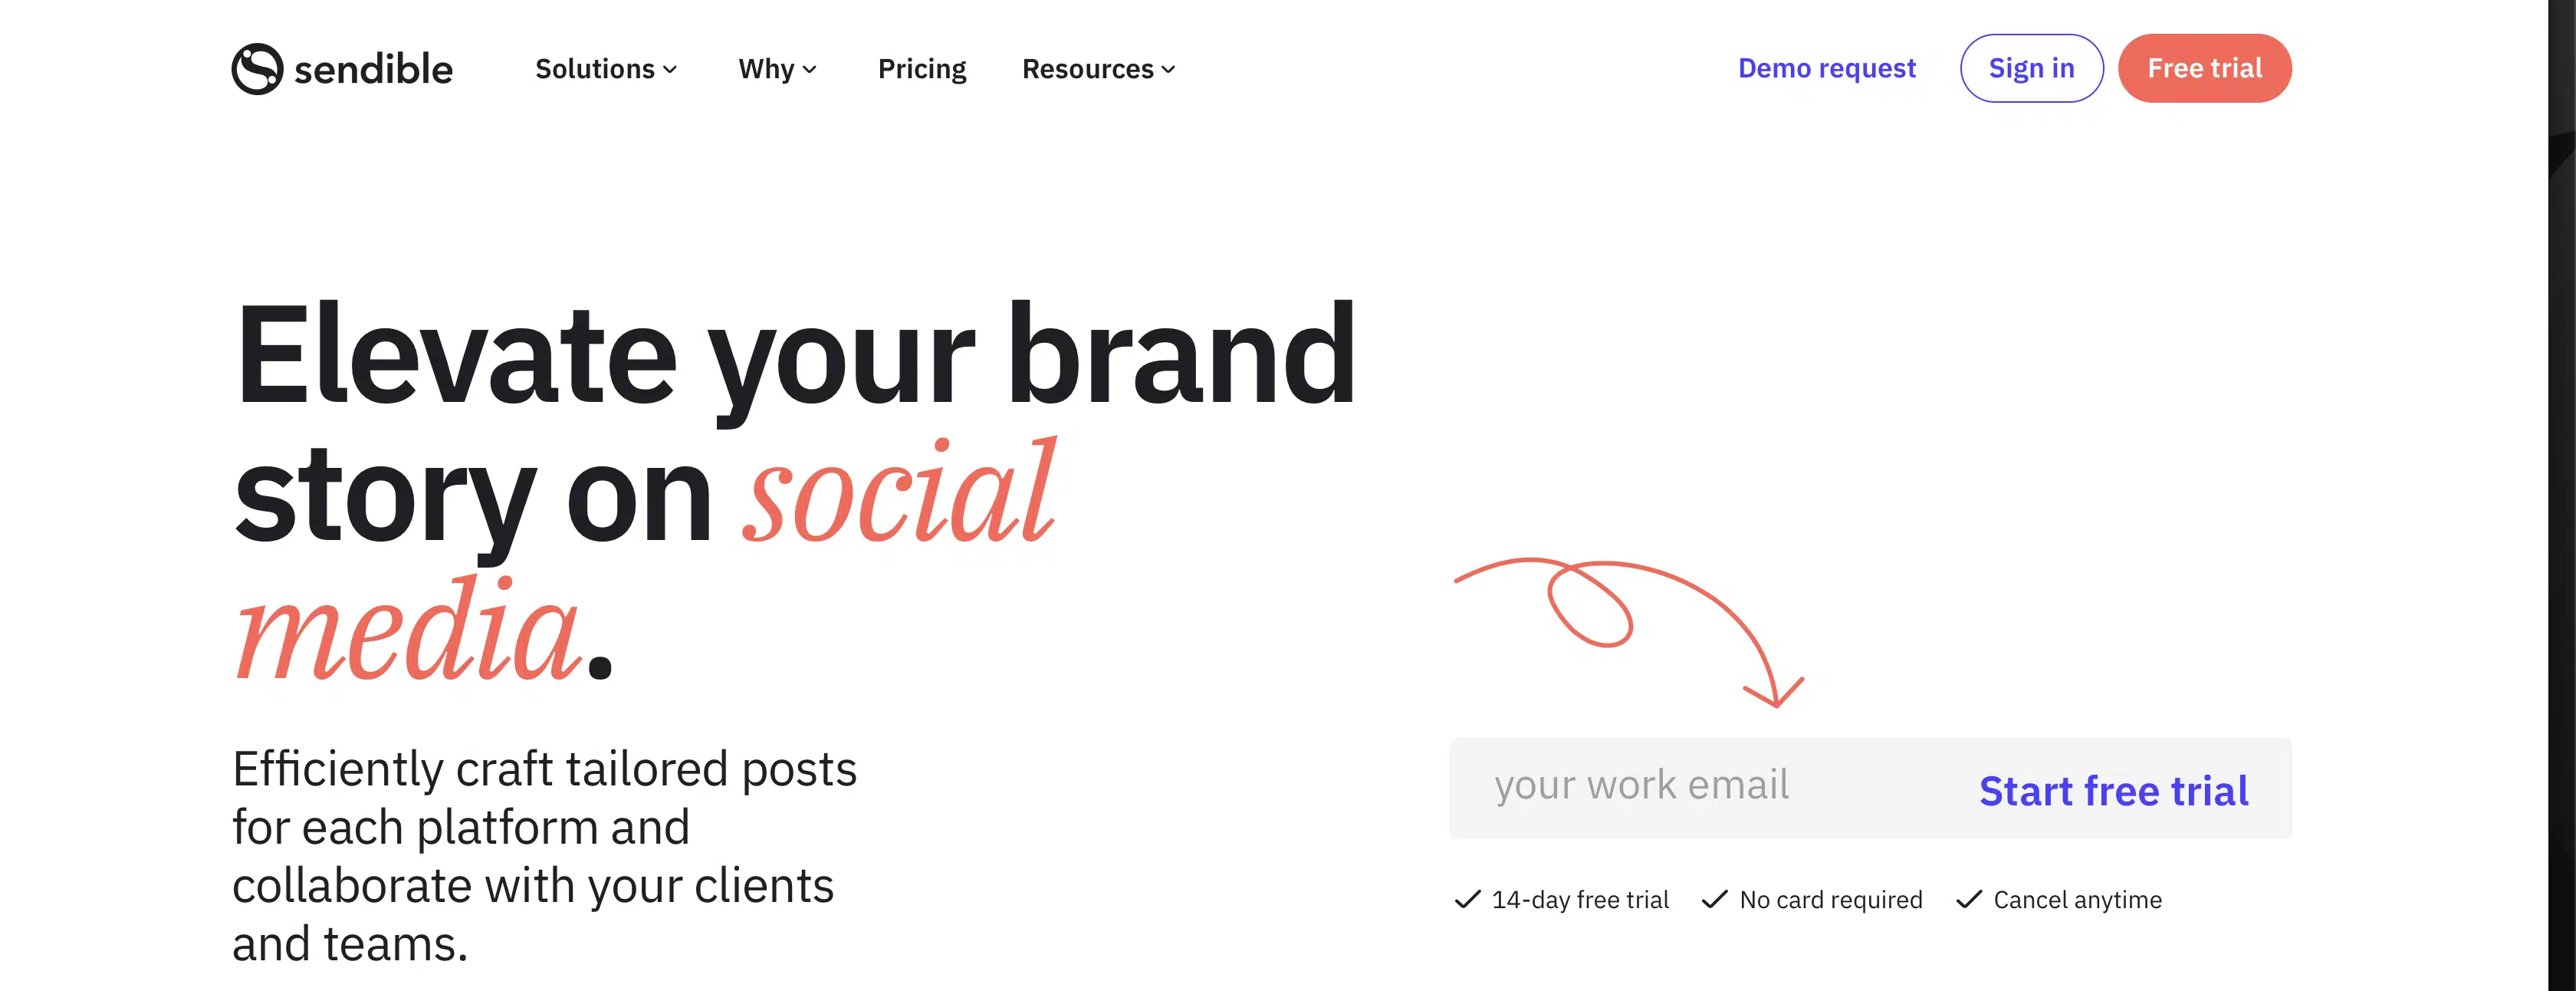 sendible
Solutions
Why
Pricing
Resources
Demo request
Sign in
Free trial
Elevate your brand
story on social
media.
Efficiently craft tailored posts
for each platform and
collaborate with your clients
and teams.
your work email
Start free trial
14-day free trial
No card required
Cancel anytime